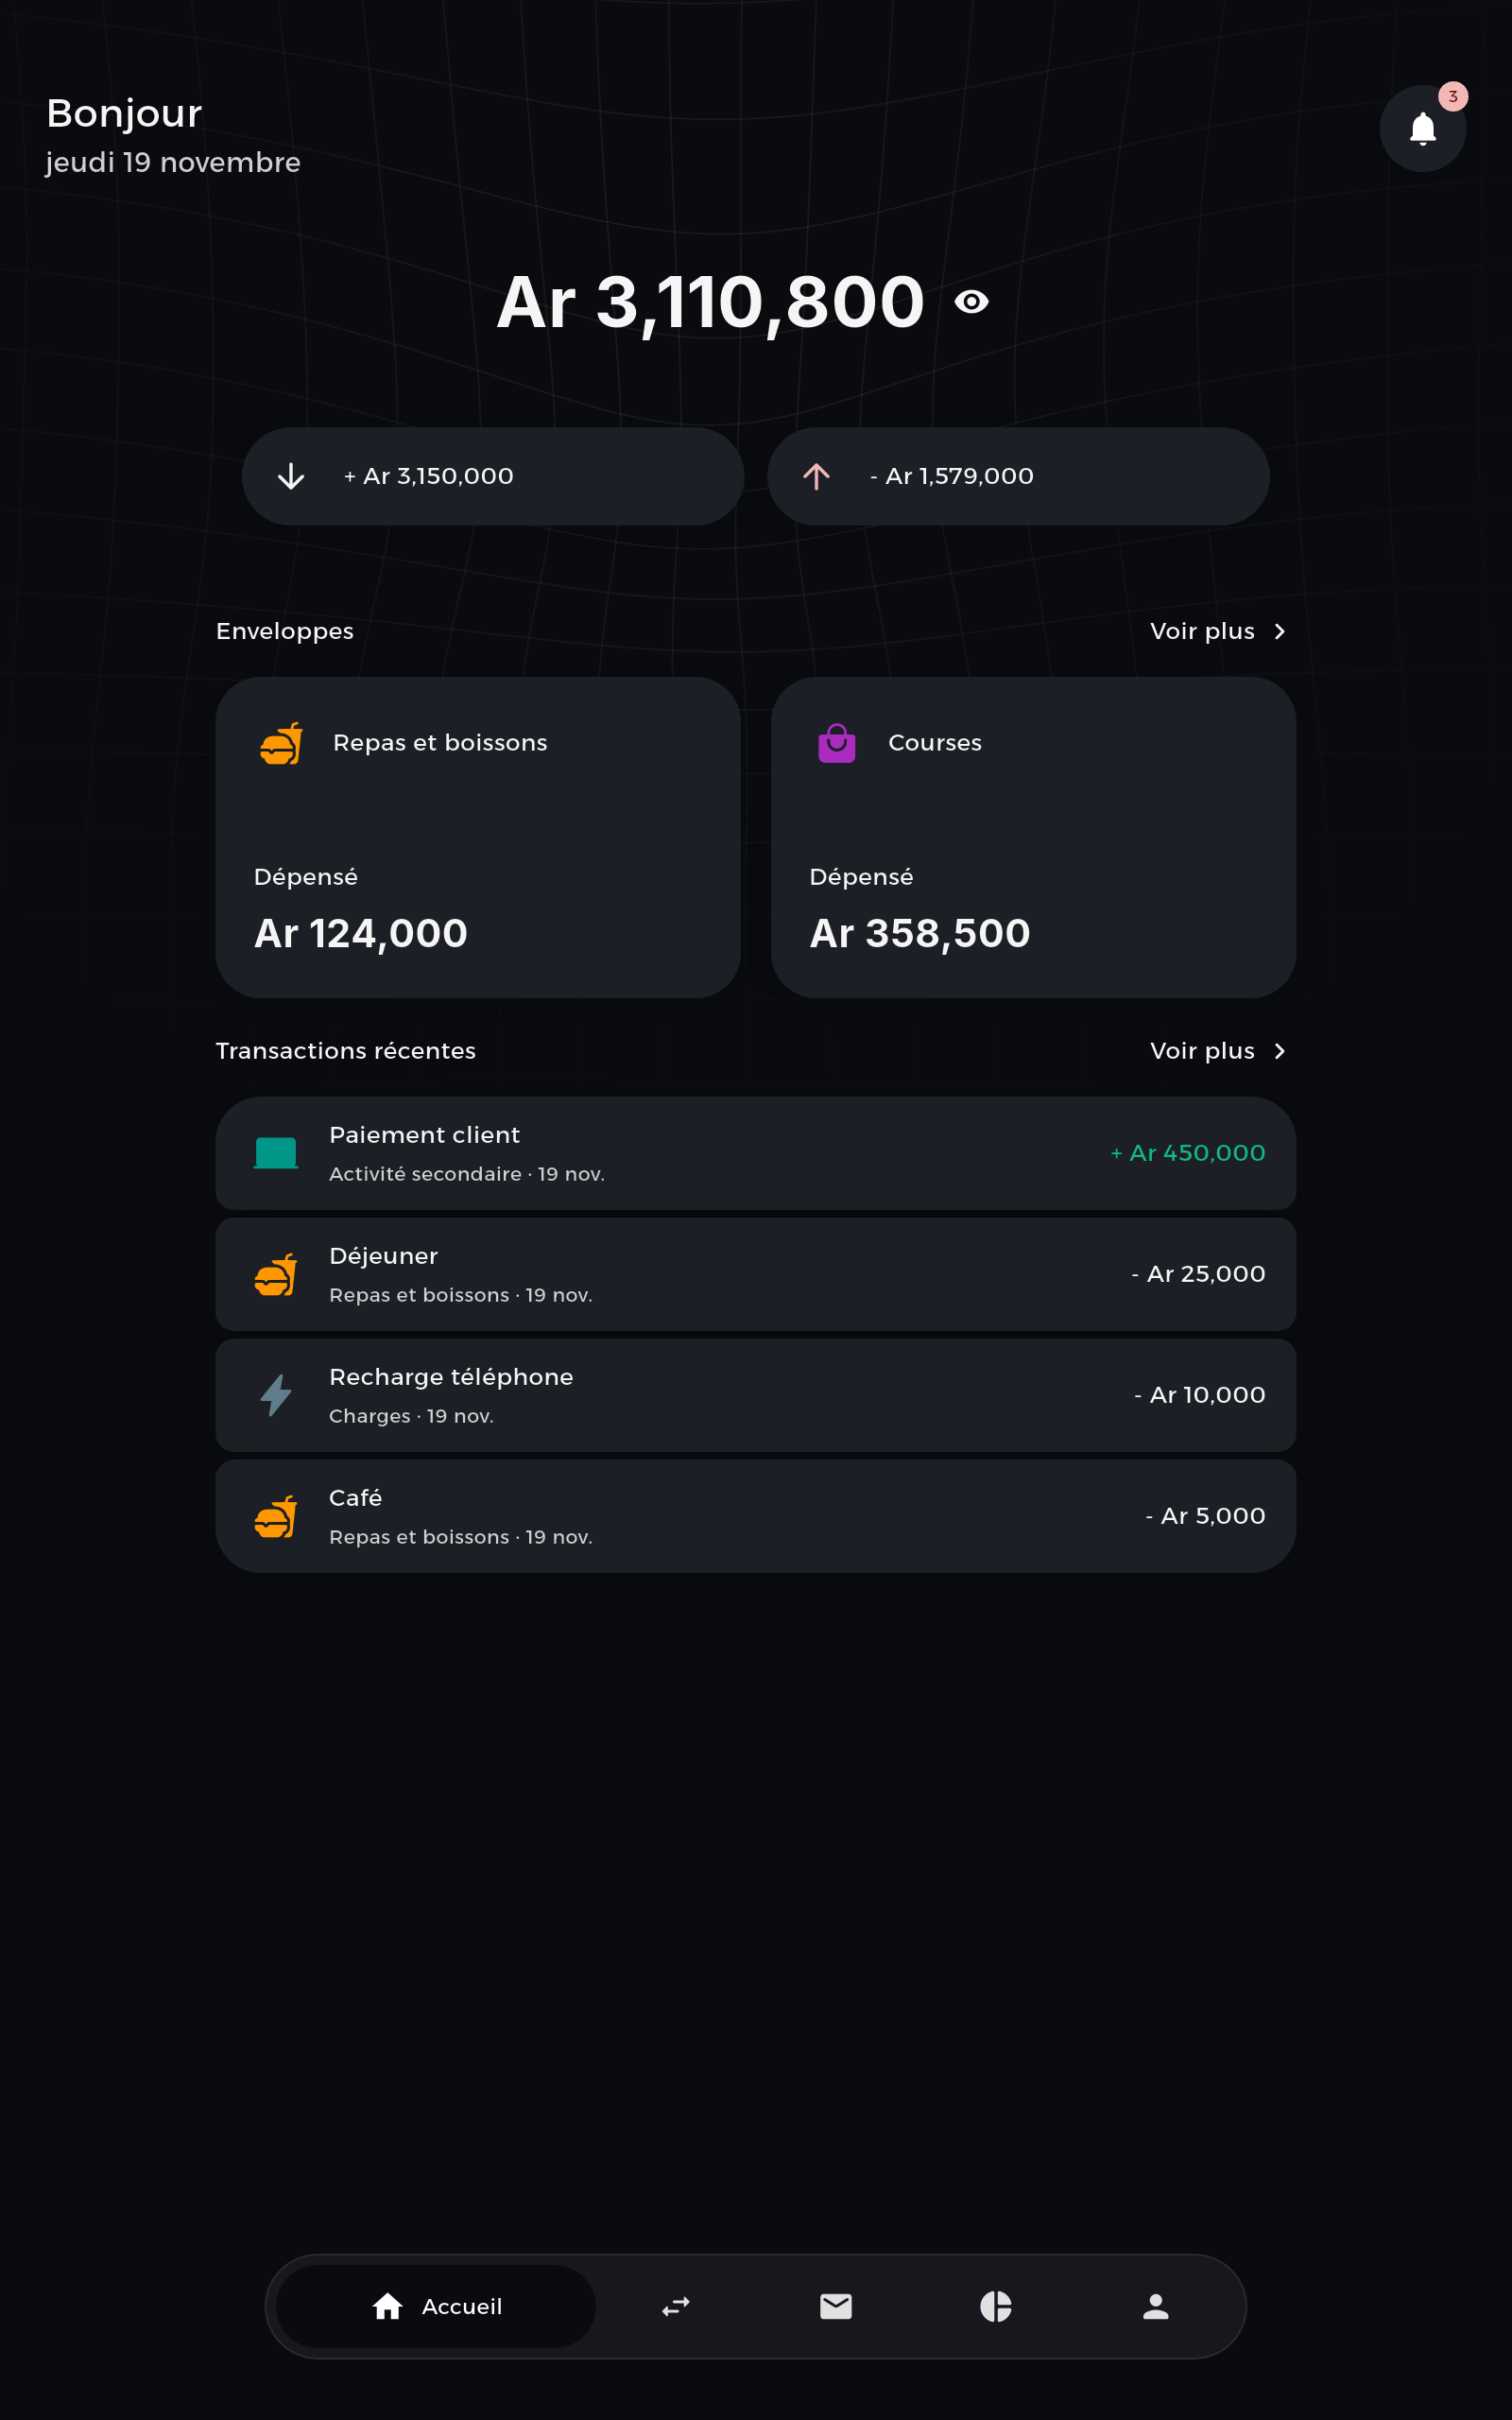 Bonjour
jeudi 19 novembre
3
Ar 3,110,800
+ Ar 3,150,000
- Ar 1,579,000
Enveloppes
Voir plus
Repas et boissons
Dépensé
Ar 124,000
Courses
Dépensé
Ar 358,500
Transactions récentes
Voir plus
Paiement client
Activité secondaire · 19 nov.
+ Ar 450,000
Déjeuner
Repas et boissons · 19 nov.
- Ar 25,000
Recharge téléphone
Charges · 19 nov.
- Ar 10,000
Café
Repas et boissons · 19 nov.
- Ar 5,000
Accueil